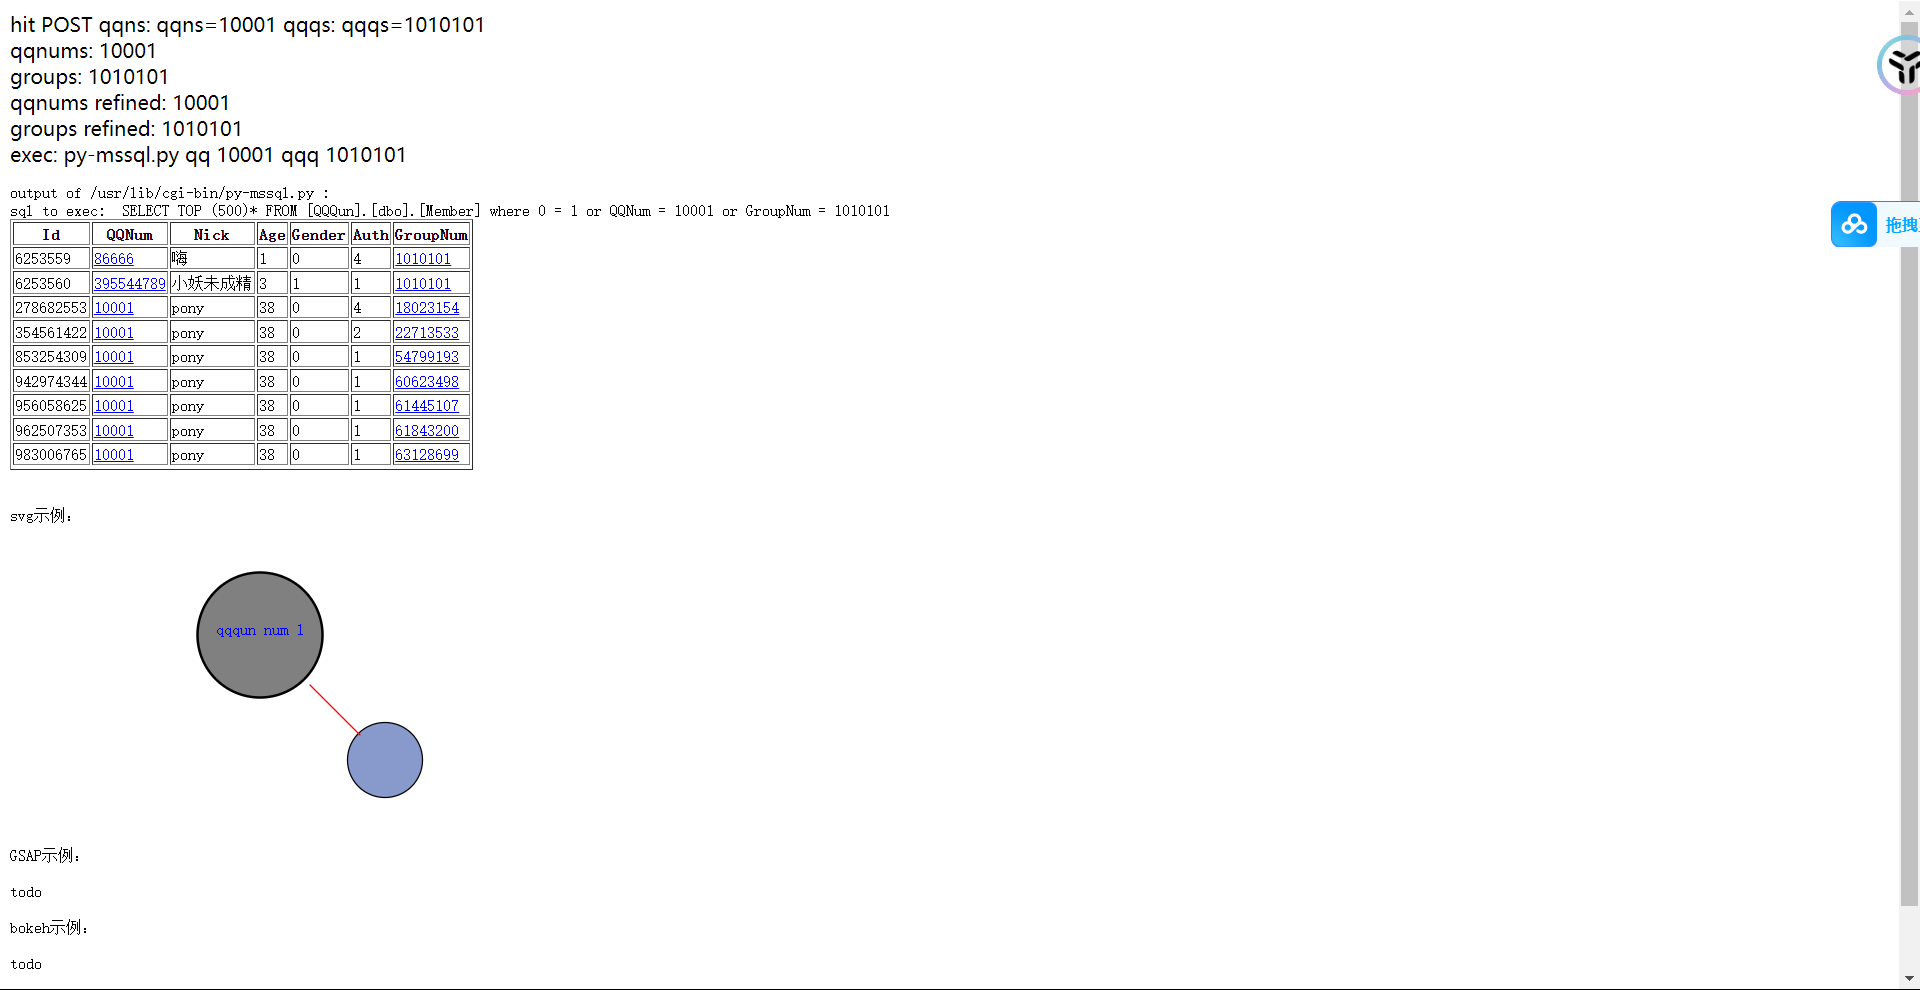 hit POST qqns: qqns=10001 qqqs: qqqs=1010101
qqnums: 10001
groups: 1010101
qqnums refined: 10001
groups refined: 1010101
exec: py-mssql.py qq 10001 qqq 1010101
output of /usr/lib/cgi-bin/py-mssql.py :
sql to exec:  SELECT TOP (500)* FROM [QQQun].[dbo].[Member] where 0 = 1 or QQNum = 10001 or GroupNum = 1010101
Id QQNum Nick Age Gender Auth GroupNum
6253559 86666 嗨 1 0 4 1010101
6253560 395544789 小妖未成精 3 1 1 1010101
278682553 10001 pony 38 0 4 18023154
354561422 10001 pony 38 0 2 22713533
853254309 10001 pony 38 0 1 54799193
942974344 10001 pony 38 0 1 60623498
956058625 10001 pony 38 0 1 61445107
962507353 10001 pony 38 0 1 61843200
983006765 10001 pony 38 0 1 63128699
拖拽
svg示例：
qqqun num 1
GSAP示例：
todo
bokeh示例：
todo